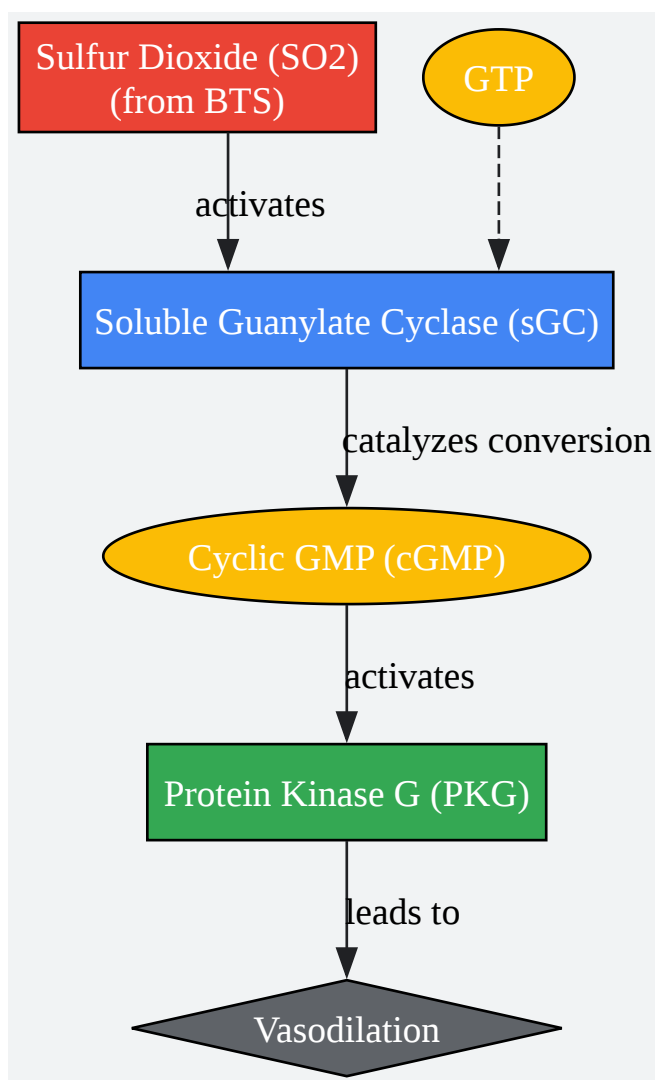 Sulfur Dioxide (SO2)
(from BTS)
GTP
activates
Soluble Guanylate Cyclase (sGC)
catalyzes conversion
Cyclic GMP (cGMP)
activates
Protein Kinase G (PKG)
leads to
Vasodilation